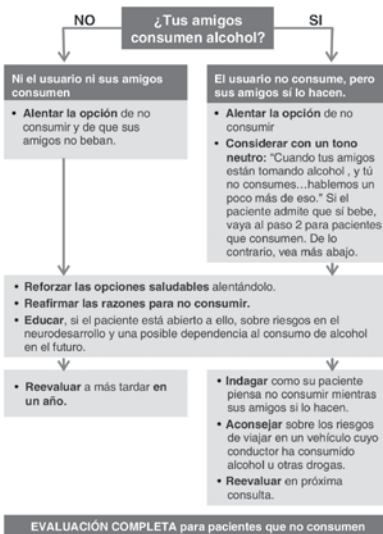 NO
¿Tus amigos
consumen alcohol?
SI
Ni el usuario ni sus amigos
consumen
• Alentar la opción de no
consumir y de que sus
amigos no beban.
El usuario no consume, pero
sus amigos sí lo hacen.
• Alentar la opción de no
consumir
• Considerar con un tono
neutro: “Cuando tus amigos
están tomando alcohol , y tú
no consumes…hablemos un
poco más de eso.” Si el
paciente admite que sí bebe,
vaya al paso 2 para pacientes
que consumen. De lo
contrario, vea más abajo.
• Reforzar las opciones saludables alentándolo.
• Reafirmar las razones para no consumir.
• Educar, si el paciente está abierto a ello, sobre riesgos en el
neurodesarrollo y una posible dependencia al consumo de alcohol
en el futuro.
• Reevaluar a más tardar en
un año.
• Indagar como su paciente
piensa no consumir mientras
sus amigos si lo hacen.
• Aconsejar sobre los riesgos
de viajar en un vehículo cuyo
conductor ha consumido
alcohol u otras drogas.
• Reevaluar en próxima
consulta.
EVALUACIÓN COMPLETA para pacientes que no consumen